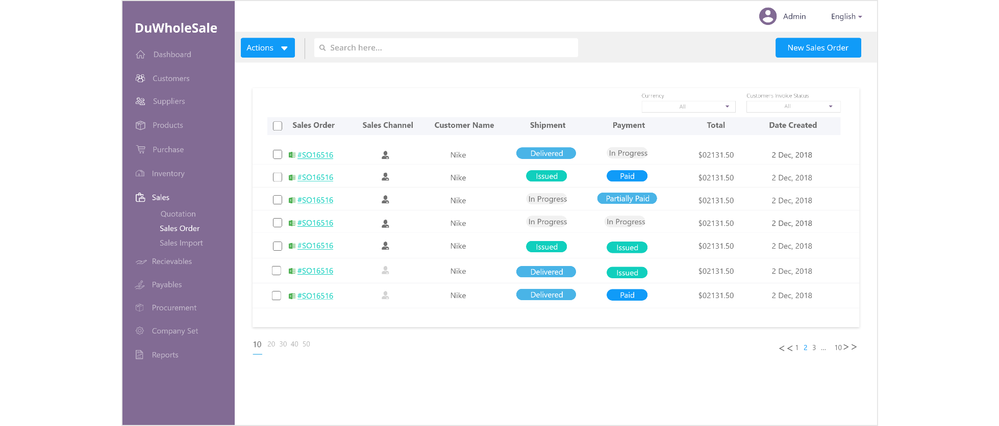 DuWholeSale
Admin
English
Actions
Search here...
New Sales Order
Dashboard
Customers
Suppliers
Products
Purchase
Inventory
Sales
Quotation
Sales Order
Sales Import
Recievables
Payables
Procurement
Company Set
Reports
Currency
Customers Invoice Status
All
All
Sales Order Sales Channel Customer Name Shipment Payment Total Date Created
#SO16516 Nike Delivered In Progress $02131.50 2 Dec, 2018
#SO16516 Nike Issued Paid $02131.50 2 Dec, 2018
#SO16516 Nike In Progress Partially Paid $02131.50 2 Dec, 2018
#SO16516 Nike In Progress In Progress $02131.50 2 Dec, 2018
#SO16516 Nike Issued Issued $02131.50 2 Dec, 2018
#SO16516 Nike Delivered Issued $02131.50 2 Dec, 2018
#SO16516 Nike Delivered Paid $02131.50 2 Dec, 2018
10 20 30 40 50
< < 1 2 3 ... 10 > >